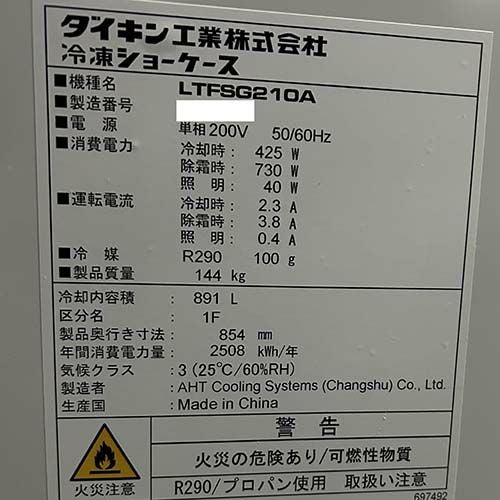 ダイキン工業株式会社
冷凍ショーケース
■機種名 LTFSG210A
■製造番号
■電源 単相200V 50/60Hz
■消費電力 冷却時: 425 W
除霜時: 730 W
照明: 40 W
■運転電流 冷却時: 2.3 A
除霜時: 3.8 A
照明: 0.4 A
■冷媒 R290 100 g
■製品質量 144 kg
冷却内容積 : 891 L
区分名 : 1F
製品奥行き寸法: 854 mm
年間消費電力量: 2508 kWh/年
気候クラス : 3 (25℃/60%RH)
製造者 : AHT Cooling Systems (Changshu) Co., Ltd.
生産国 : Made in China
警告
火災の危険あり/可燃性物質
火災注意 R290/プロパン使用 取扱い注意
697492